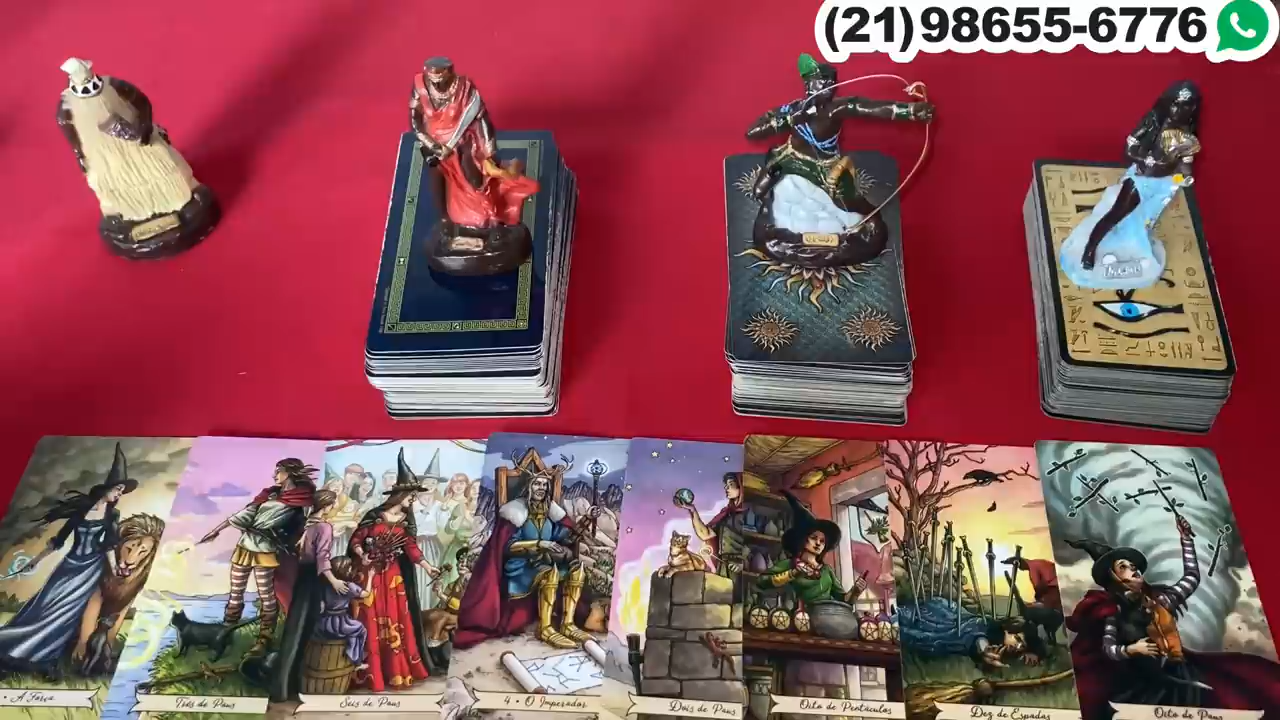 (21)98655-6776
• A Força
Três de Paus
Seis de Paus
4 • O Imperador
Dois de Paus
Oito de Pentáculos
Dez de Espadas
Oito de Paus